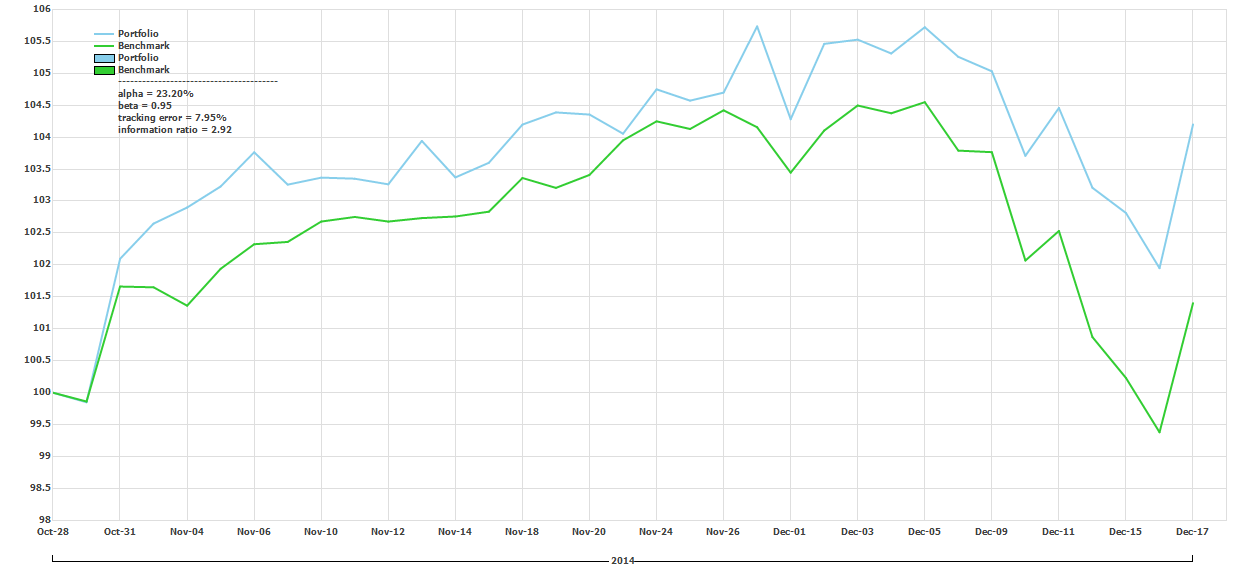 106
105.5
105
104.5
104
103.5
103
102.5
102
101.5
101
100.5
100
99.5
99
98.5
98
Portfolio
Benchmark
Portfolio
Benchmark
----------------------------------------
alpha = 23.20%
beta = 0.95
tracking error = 7.95%
information ratio = 2.92
Oct-28 Oct-31 Nov-04 Nov-06 Nov-10 Nov-12 Nov-14 Nov-18 Nov-20 Nov-24 Nov-26 Dec-01 Dec-03 Dec-05 Dec-09 Dec-11 Dec-15 Dec-17
2014